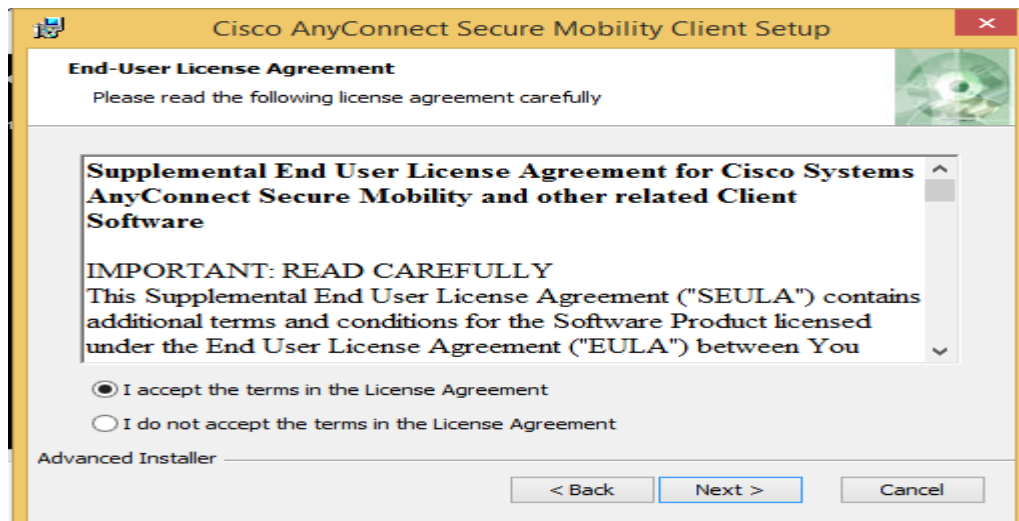 Cisco AnyConnect Secure Mobility Client Setup
End-User License Agreement
Please read the following license agreement carefully
Supplemental End User License Agreement for Cisco Systems
AnyConnect Secure Mobility and other related Client
Software
IMPORTANT: READ CAREFULLY
This Supplemental End User License Agreement ("SEULA") contains
additional terms and conditions for the Software Product licensed
under the End User License Agreement ("EULA") between You
I accept the terms in the License Agreement
I do not accept the terms in the License Agreement
Advanced Installer
< Back Next > Cancel